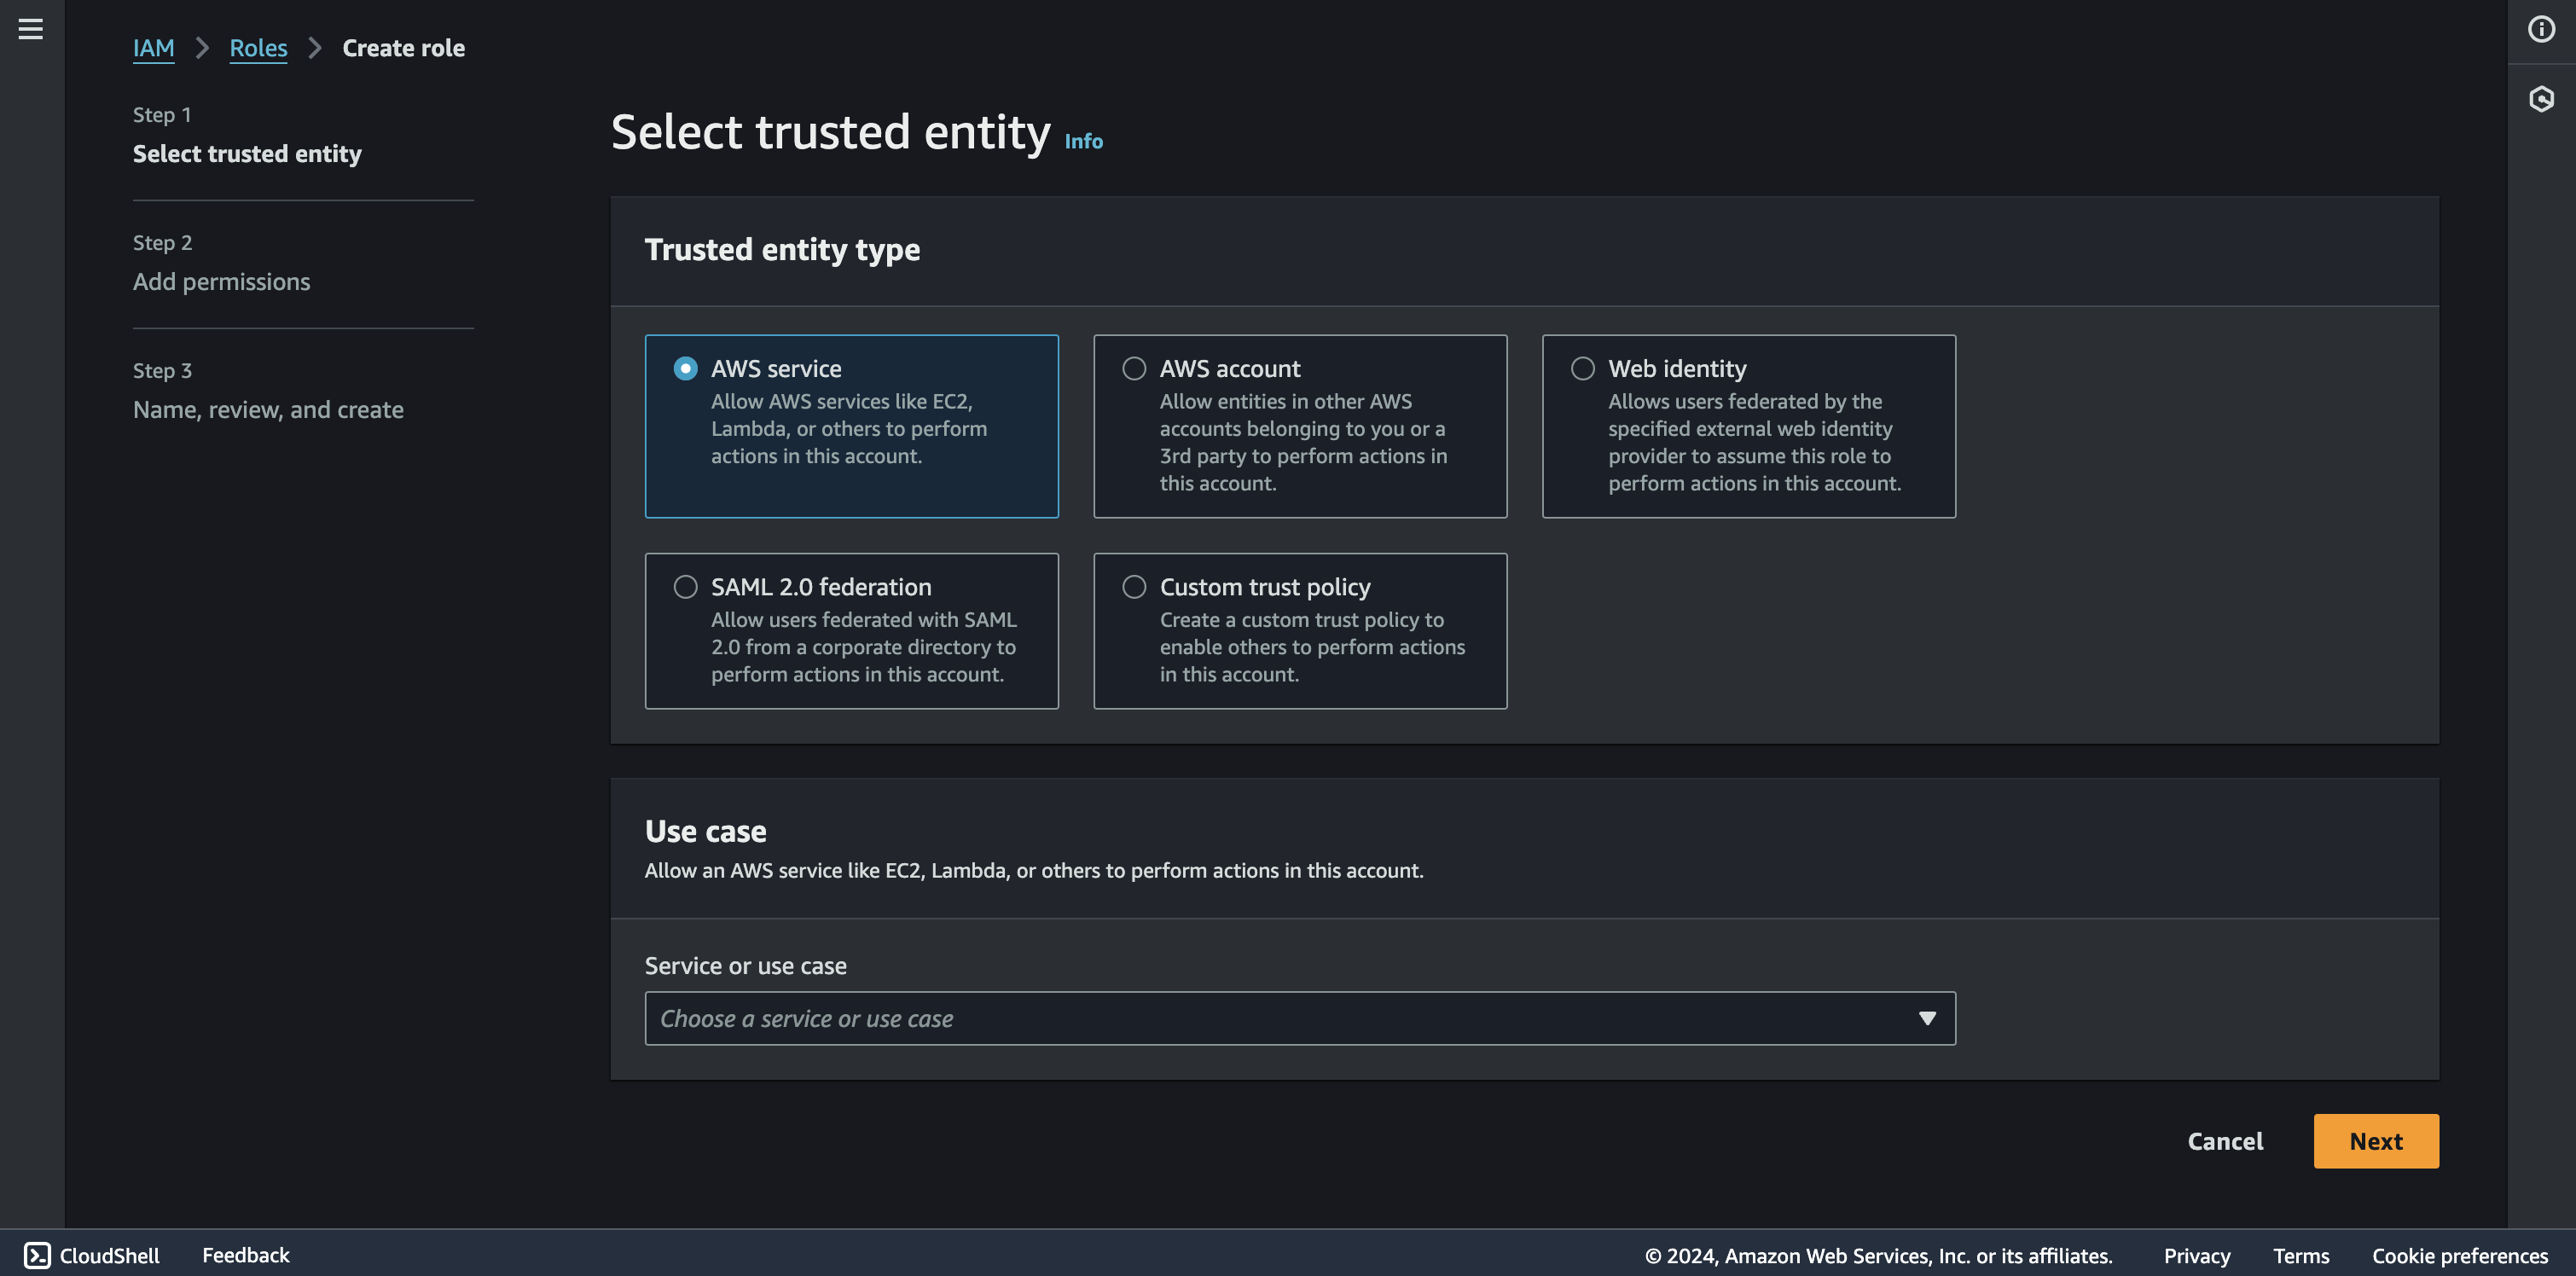 IAM > Roles > Create role
Step 1
Select trusted entity
Step 2
Add permissions
Step 3
Name, review, and create
Select trusted entity Info
Trusted entity type
AWS service
Allow AWS services like EC2,
Lambda, or others to perform
actions in this account.
AWS account
Allow entities in other AWS
accounts belonging to you or a
3rd party to perform actions in
this account.
Web identity
Allows users federated by the
specified external web identity
provider to assume this role to
perform actions in this account.
SAML 2.0 federation
Allow users federated with SAML
2.0 from a corporate directory to
perform actions in this account.
Custom trust policy
Create a custom trust policy to
enable others to perform actions
in this account.
Use case
Allow an AWS service like EC2, Lambda, or others to perform actions in this account.
Service or use case
Choose a service or use case
Cancel Next
CloudShell Feedback © 2024, Amazon Web Services, Inc. or its affiliates. Privacy Terms Cookie preferences